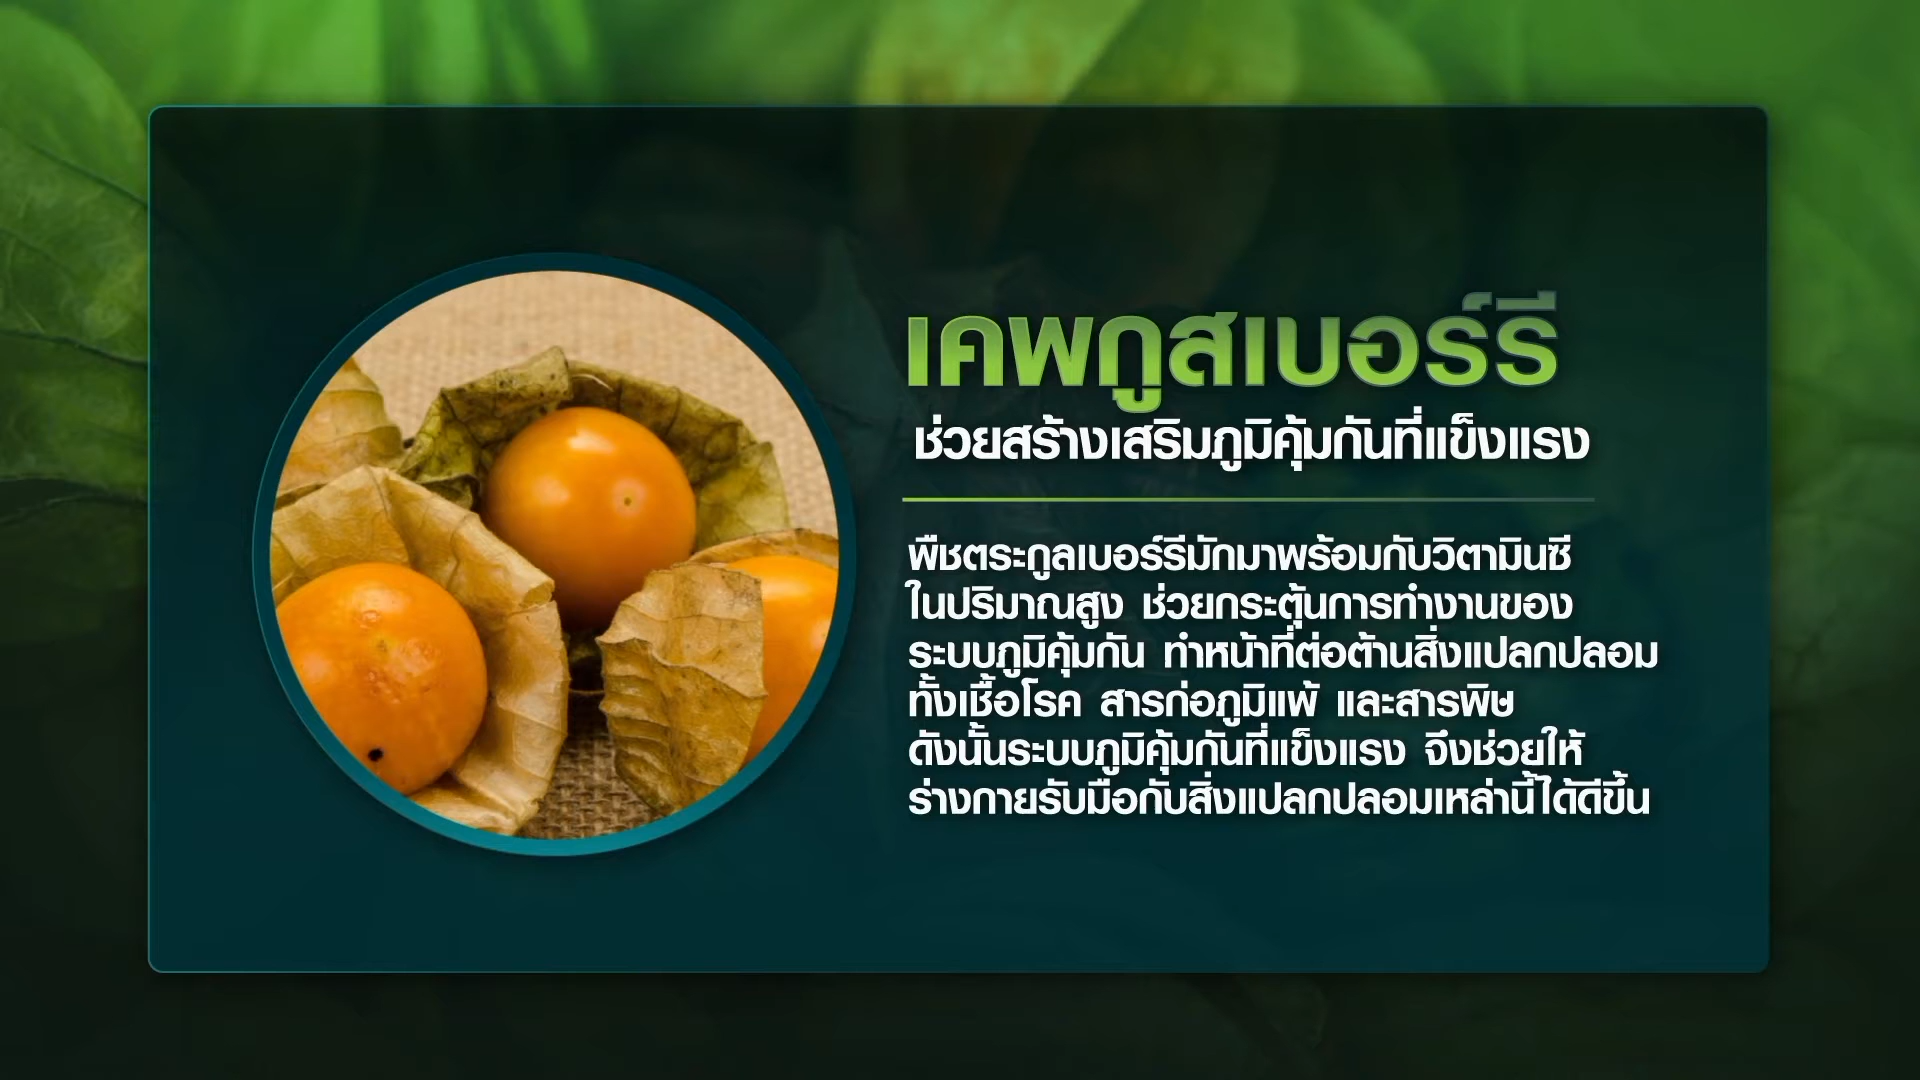 เคพกูสเบอร์รี
ช่วยสร้างเสริมภูมิคุ้มกันที่แข็งแรง
พืชตระกูลเบอร์รีมักมาพร้อมกับวิตามินซี
ในปริมาณสูง ช่วยกระตุ้นการทำงานของ
ระบบภูมิคุ้มกัน ทำหน้าที่ต่อต้านสิ่งแปลกปลอม
ทั้งเชื้อโรค สารก่อภูมิแพ้ และสารพิษ
ดังนั้นระบบภูมิคุ้มกันที่แข็งแรง จึงช่วยให้
ร่างกายรับมือกับสิ่งแปลกปลอมเหล่านี้ได้ดีขึ้น